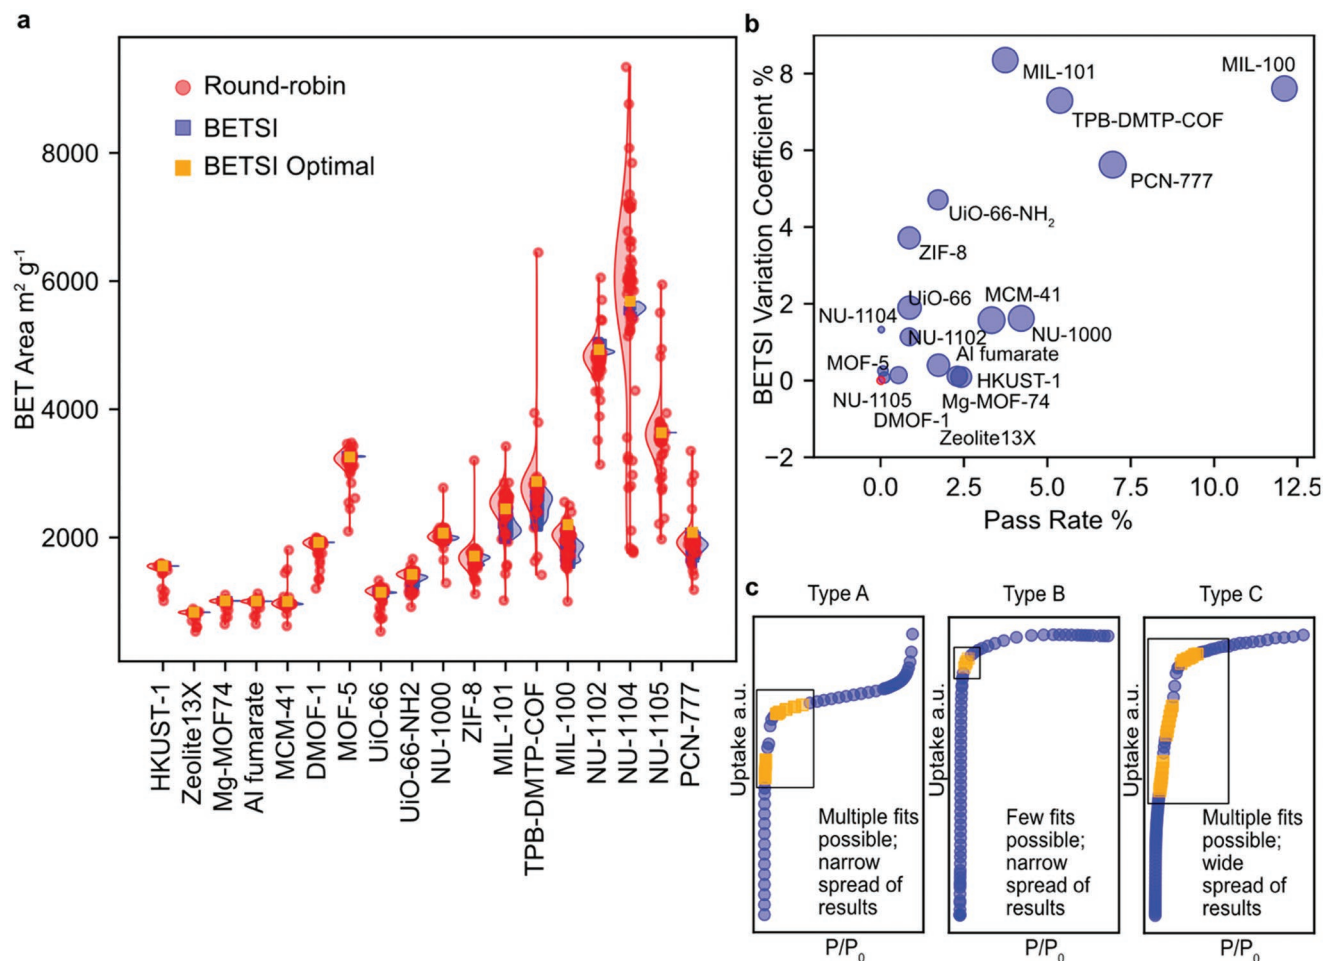 a
BET Area m² g⁻¹
8000
6000
4000
2000
Round-robin
BETSI
BETSI Optimal
HKUST-1
Zeolite13X
Mg-MOF74
Al fumarate
MCM-41
DMOF-1
MOF-5
UiO-66
UiO-66-NH2
NU-1000
ZIF-8
MIL-101
TPB-DMTP-COF
MIL-100
NU-1102
NU-1104
NU-1105
PCN-777
b
BETSI Variation Coefficient %
8
6
4
2
0
−2
MIL-101
MIL-100
TPB-DMTP-COF
PCN-777
UiO-66-NH₂
ZIF-8
UiO-66
MCM-41
NU-1104
NU-1102
NU-1000
Al fumarate
MOF-5
HKUST-1
NU-1105
Mg-MOF-74
DMOF-1
Zeolite13X
0.0 2.5 5.0 7.5 10.0 12.5
Pass Rate %
c
Type A
Uptake a.u.
Multiple fits
possible;
narrow
spread of
results
P/P₀
Type B
Uptake a.u.
Few fits
possible;
narrow
spread of
results
P/P₀
Type C
Uptake a.u.
Multiple fits
possible;
wide
spread of
results
P/P₀